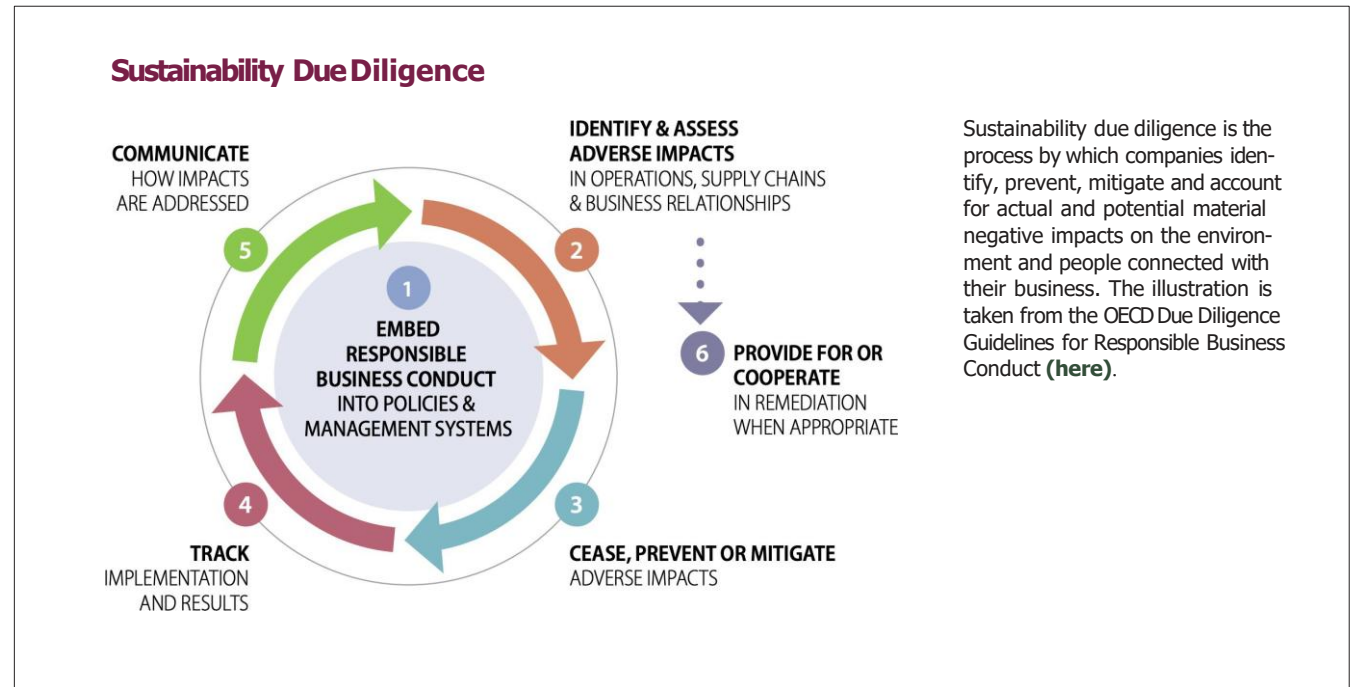 Sustainability Due Diligence
COMMUNICATE
HOW IMPACTS
ARE ADDRESSED
5
IDENTIFY & ASSESS
ADVERSE IMPACTS
IN OPERATIONS, SUPPLY CHAINS
& BUSINESS RELATIONSHIPS
2
1
EMBED
RESPONSIBLE
BUSINESS CONDUCT
INTO POLICIES &
MANAGEMENT SYSTEMS
6
PROVIDE FOR OR
COOPERATE
IN REMEDIATION
WHEN APPROPRIATE
4
TRACK
IMPLEMENTATION
AND RESULTS
3
CEASE, PREVENT OR MITIGATE
ADVERSE IMPACTS
Sustainability due diligence is the
process by which companies iden-
tify, prevent, mitigate and account
for actual and potential material
negative impacts on the environ-
ment and people connected with
their business. The illustration is
taken from the OECD Due Diligence
Guidelines for Responsible Business
Conduct (here).